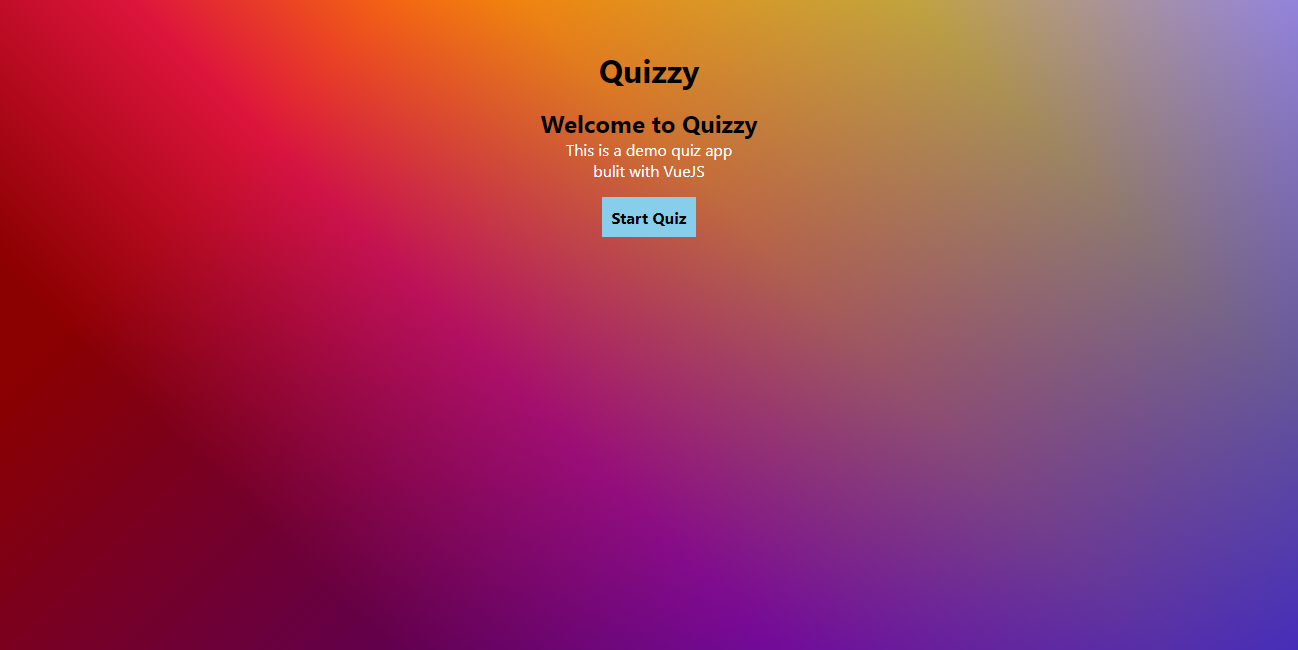 Quizzy
Welcome to Quizzy
This is a demo quiz app
bulit with VueJS
Start Quiz